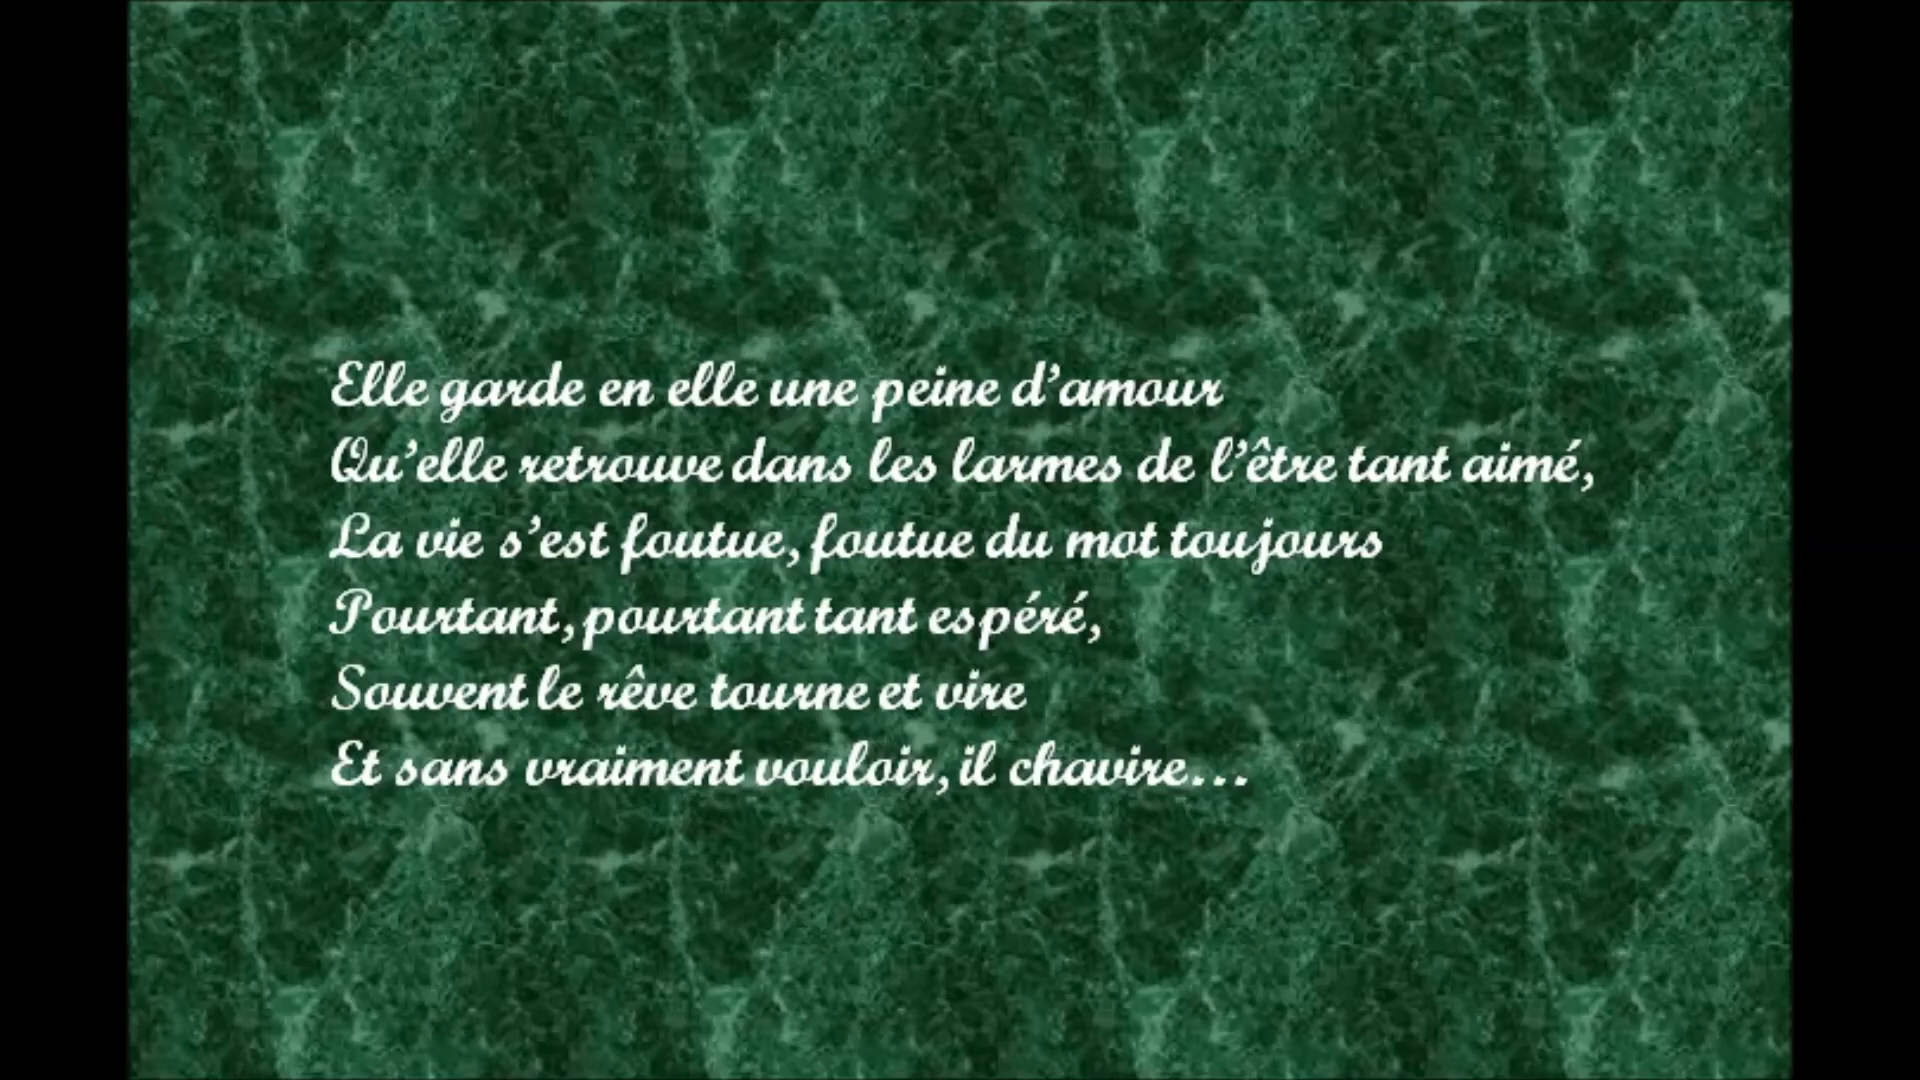 Elle garde en elle une peine d’amour
Qu’elle retrouve dans les larmes de l’être tant aimé,
La vie s’est foutue, foutue du mot toujours
Pourtant, pourtant tant espéré,
Souvent le rêve tourne et vire
Et sans vraiment vouloir, il chavire…